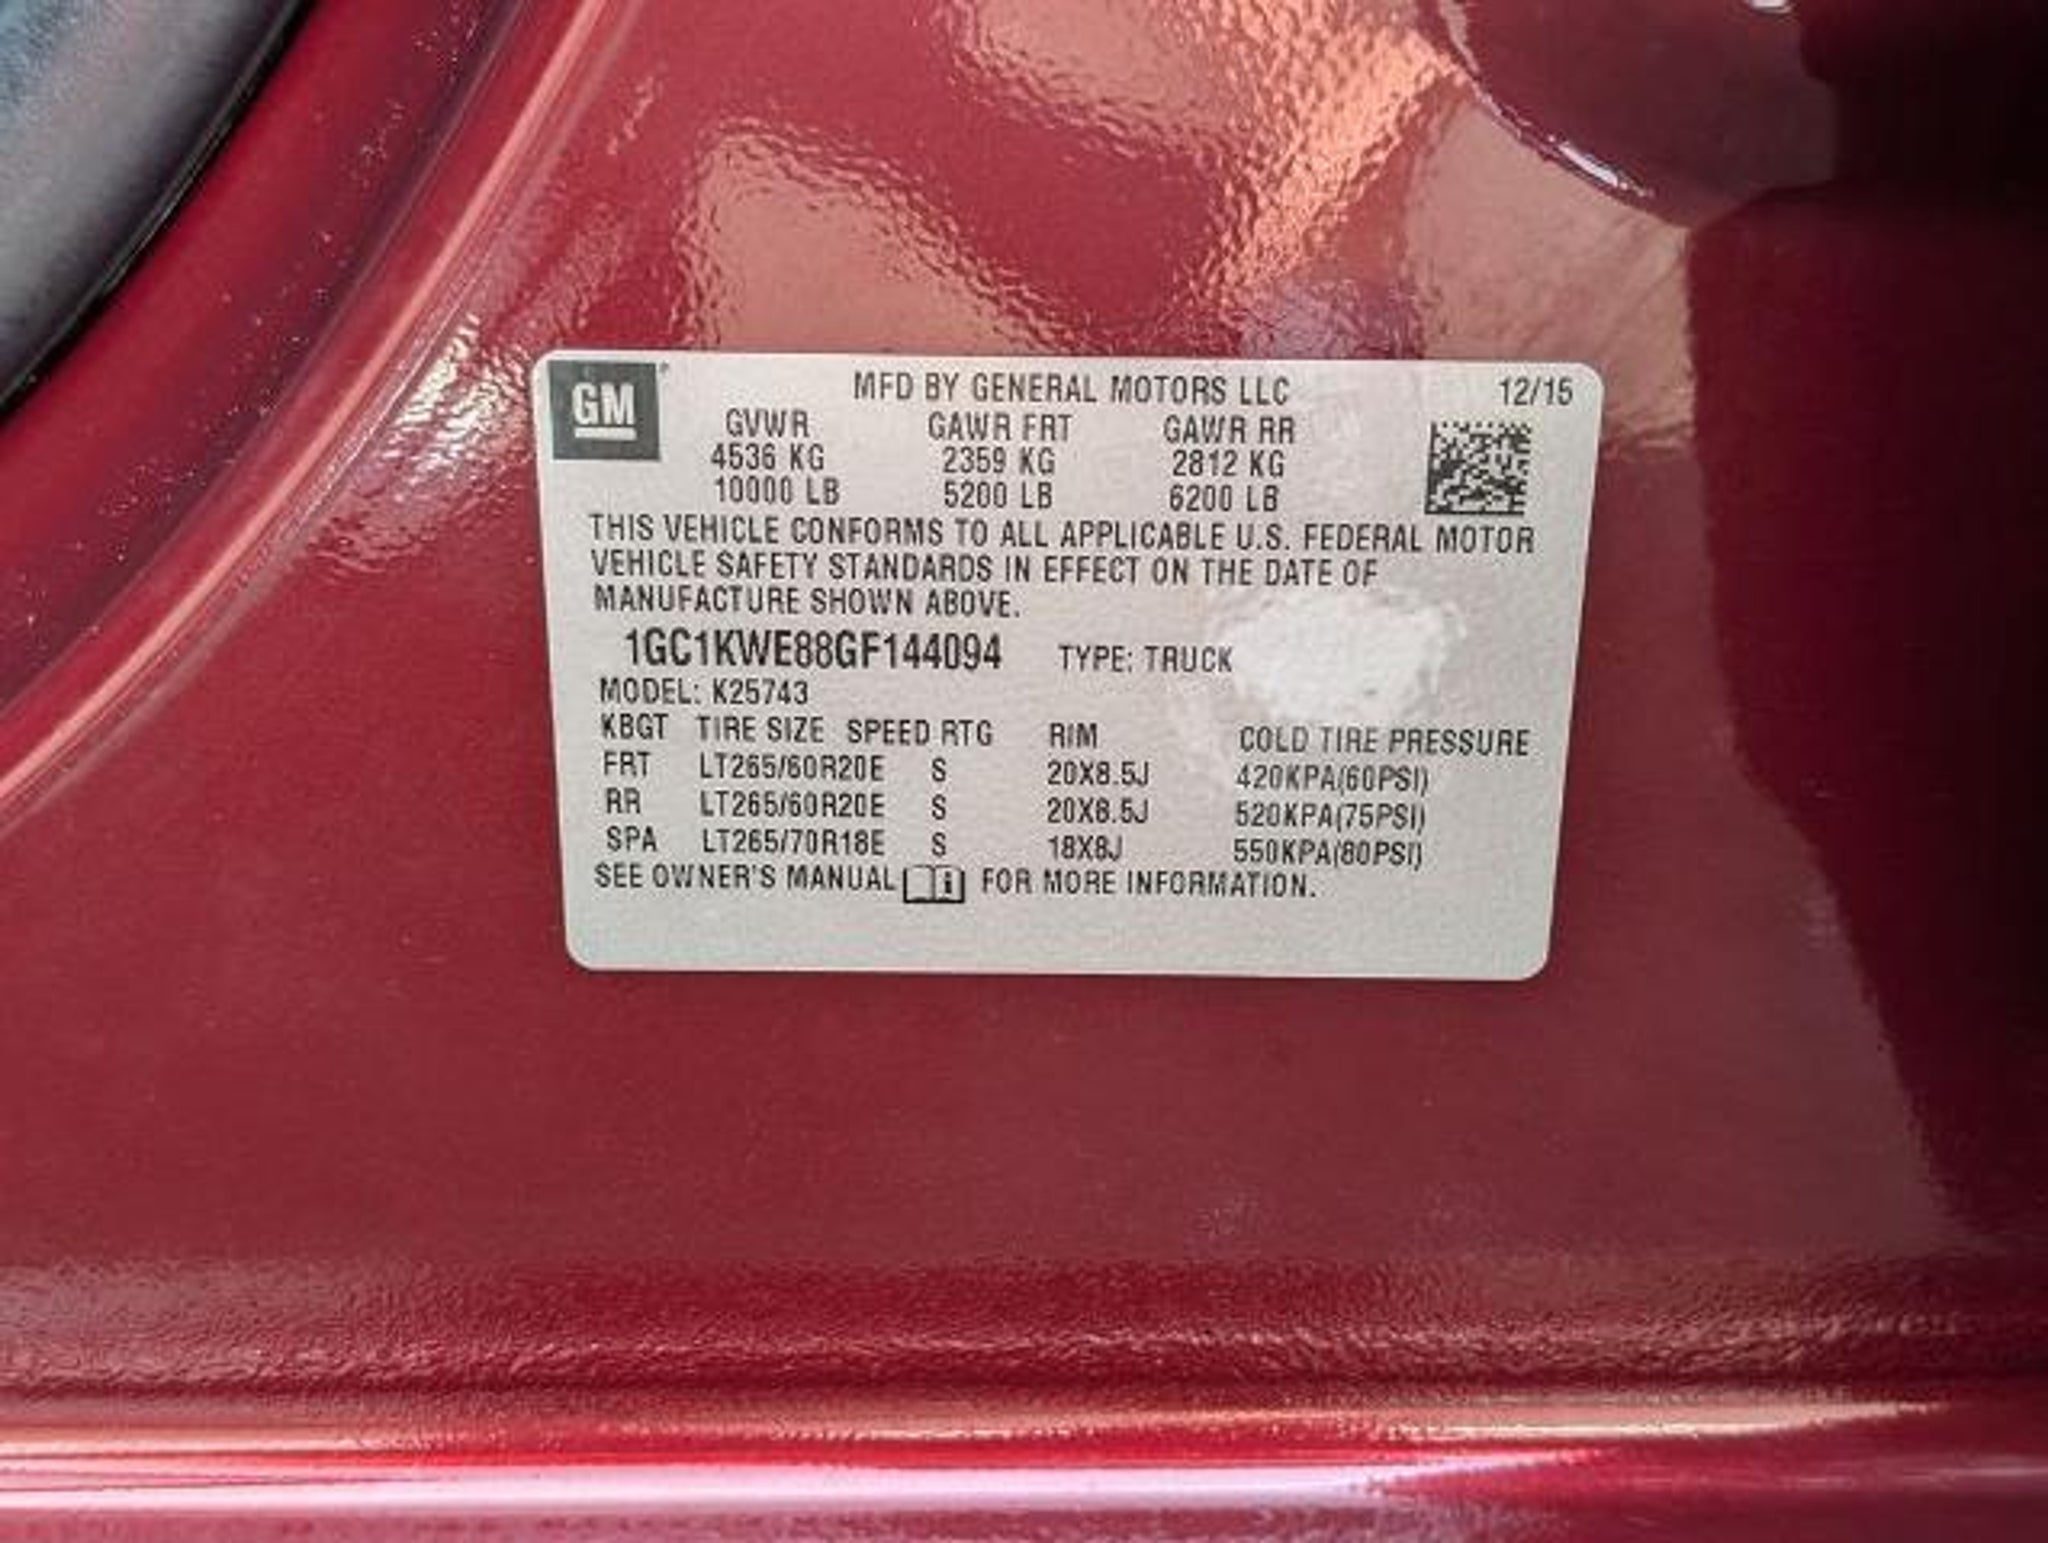 GM
MFD BY GENERAL MOTORS LLC 12/15
GVWR GAWR FRT GAWR RR
4536 KG 2359 KG 2812 KG
10000 LB 5200 LB 6200 LB
THIS VEHICLE CONFORMS TO ALL APPLICABLE U.S. FEDERAL MOTOR
VEHICLE SAFETY STANDARDS IN EFFECT ON THE DATE OF
MANUFACTURE SHOWN ABOVE.
1GC1KWE88GF144094 TYPE: TRUCK
MODEL: K25743
KBGT TIRE SIZE SPEED RTG RIM COLD TIRE PRESSURE
FRT LT265/60R20E S 20X8.5J 420KPA(60PSI)
RR LT265/60R20E S 20X8.5J 520KPA(75PSI)
SPA LT265/70R18E S 18X8J 550KPA(80PSI)
SEE OWNER'S MANUAL FOR MORE INFORMATION.